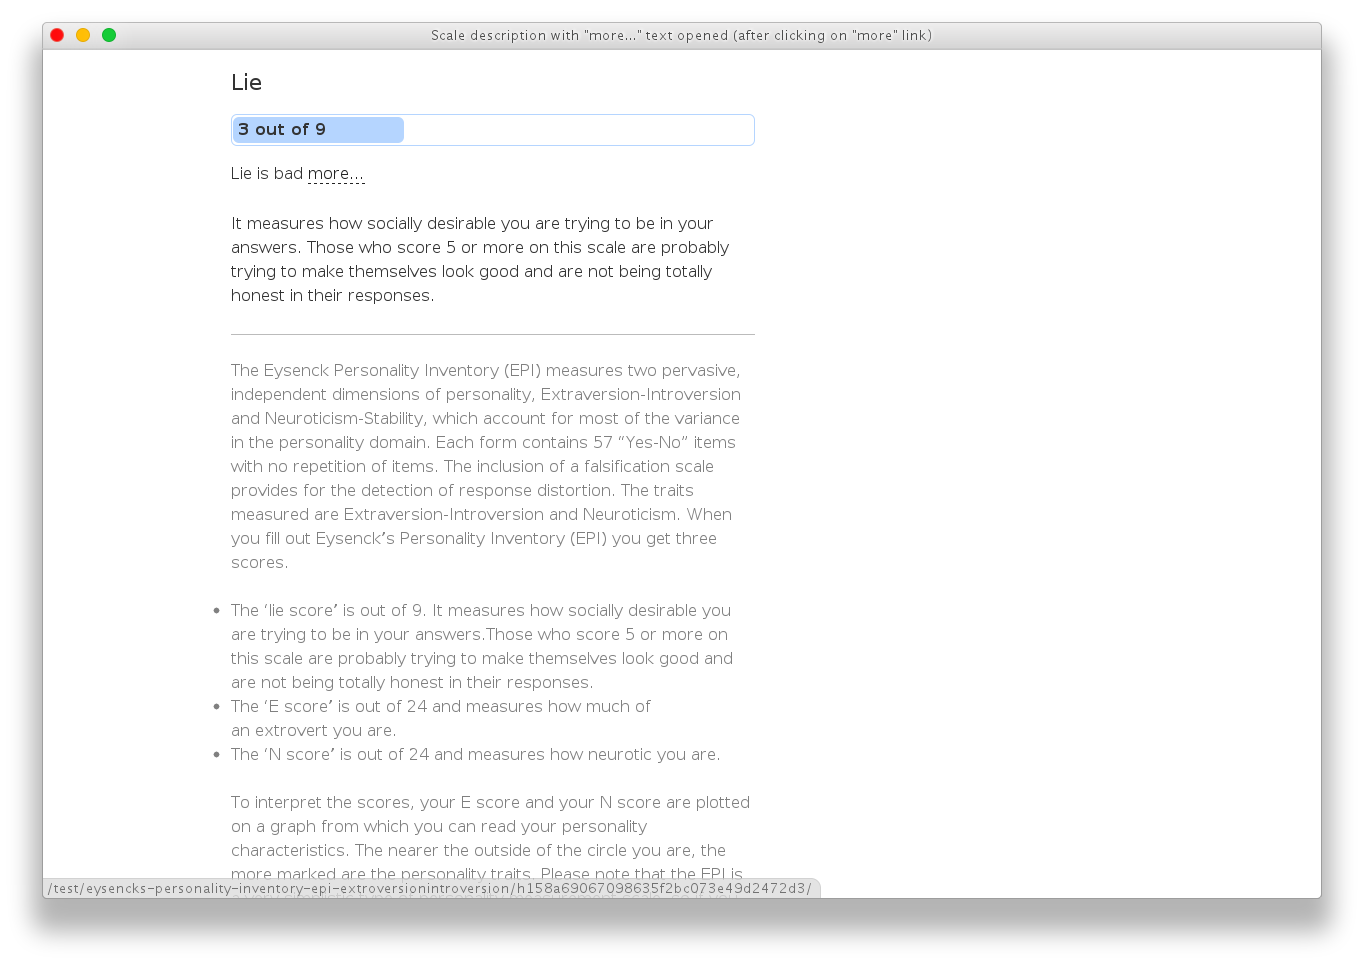 Scale description with "more..." text opened (after clicking on "more" link)
Lie
3 out of 9
Lie is bad more...
It measures how socially desirable you are trying to be in your
answers. Those who score 5 or more on this scale are probably
trying to make themselves look good and are not being totally
honest in their responses.
The Eysenck Personality Inventory (EPI) measures two pervasive,
independent dimensions of personality, Extraversion-Introversion
and Neuroticism-Stability, which account for most of the variance
in the personality domain. Each form contains 57 “Yes-No” items
with no repetition of items. The inclusion of a falsification scale
provides for the detection of response distortion. The traits
measured are Extraversion-Introversion and Neuroticism. When
you fill out Eysenck’s Personality Inventory (EPI) you get three
scores.
• The ‘lie score’ is out of 9. It measures how socially desirable you
are trying to be in your answers.Those who score 5 or more on
this scale are probably trying to make themselves look good and
are not being totally honest in their responses.
• The ‘E score’ is out of 24 and measures how much of
an extrovert you are.
• The ‘N score’ is out of 24 and measures how neurotic you are.
To interpret the scores, your E score and your N score are plotted
on a graph from which you can read your personality
characteristics. The nearer the outside of the circle you are, the
more marked are the personality traits. Please note that the EPI is
/test/eysencks-personality-inventory-epi-extroversionintroversion/h158a69067098635f2bc073e49d2472d3/